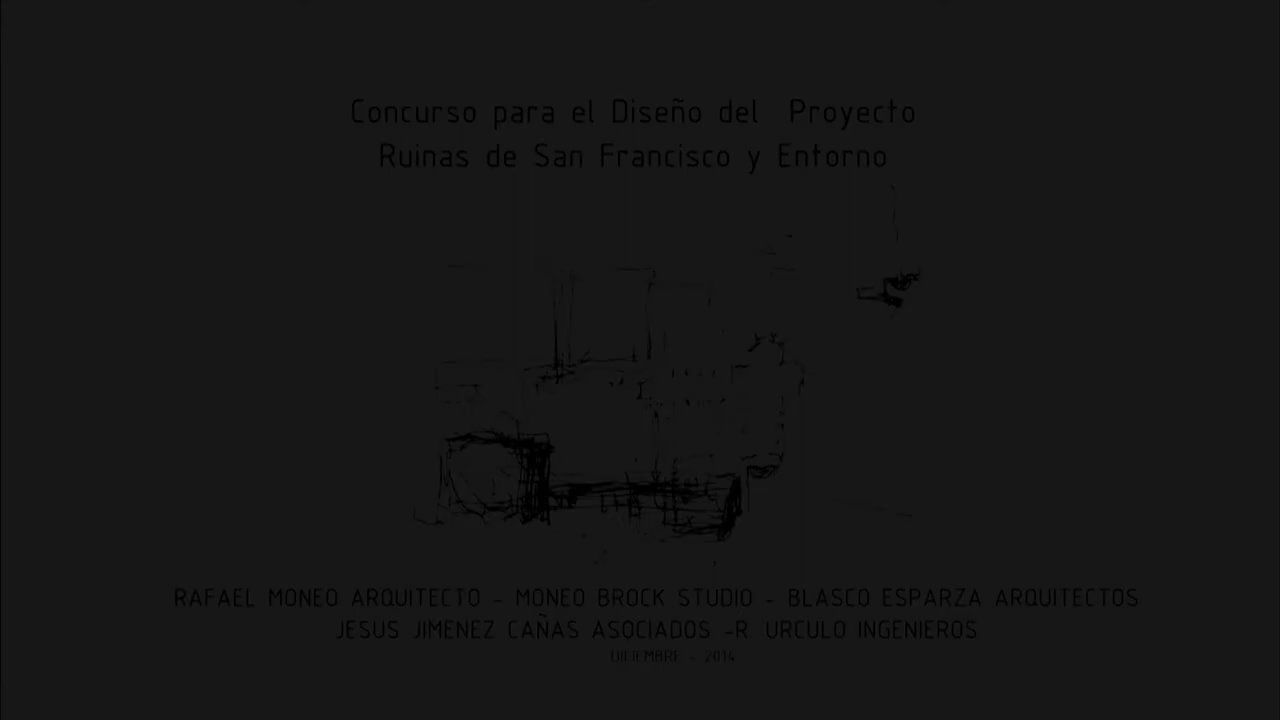 Concurso para el Diseño del Proyecto
Ruinas de San Francisco y Entorno
RAFAEL MONEO ARQUITECTO - MONEO BROCK STUDIO - BLASCO ESPARZA ARQUITECTOS
JESUS JIMENEZ CAÑAS ASOCIADOS -R URCULO INGENIEROS
DICIEMBRE - 2014